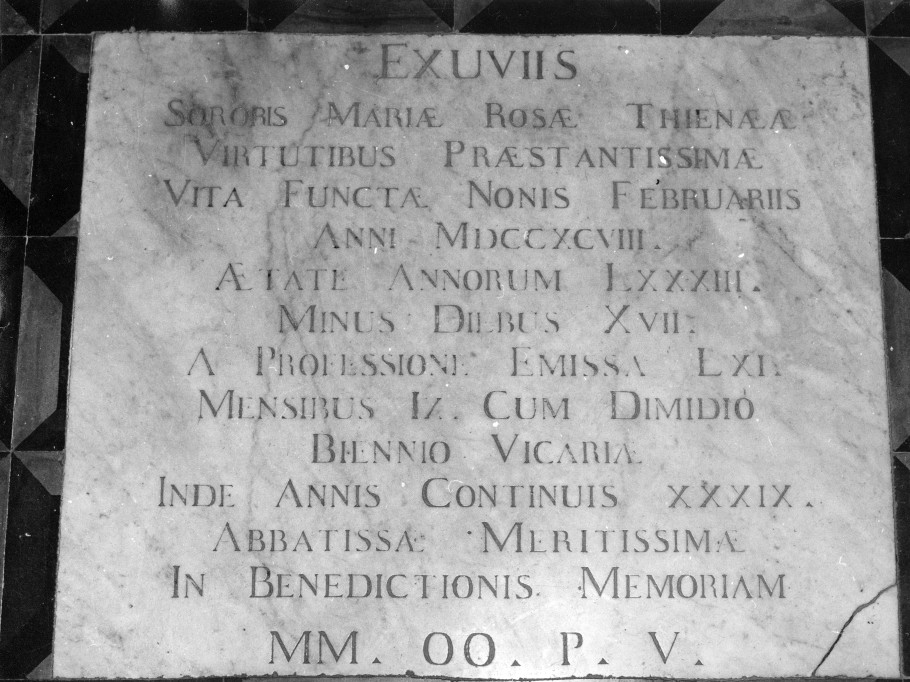 EXUVIIS
SORORIS MARIÆ ROSÆ THIENÆÆ
VIRTUTIBUS PRÆSTANTISSIMÆ
VITA FUNCTÆ NONIS FEBRUARIIS
ANNI MDCCXCVIII.
ÆTATE ANNORUM LXXXIII.
MINUS DIEBUS XVII.
A PROFESSIONE EMISSA LXI.
MENSIBUS IX. CUM DIMIDIO
BIENNIO VICARIÆ
INDE ANNIS CONTINUIS XXXIX.
ABBATISSÆ MERITISSIMÆ
IN BENEDICTIONIS MEMORIAM
MM. OO. P. V.